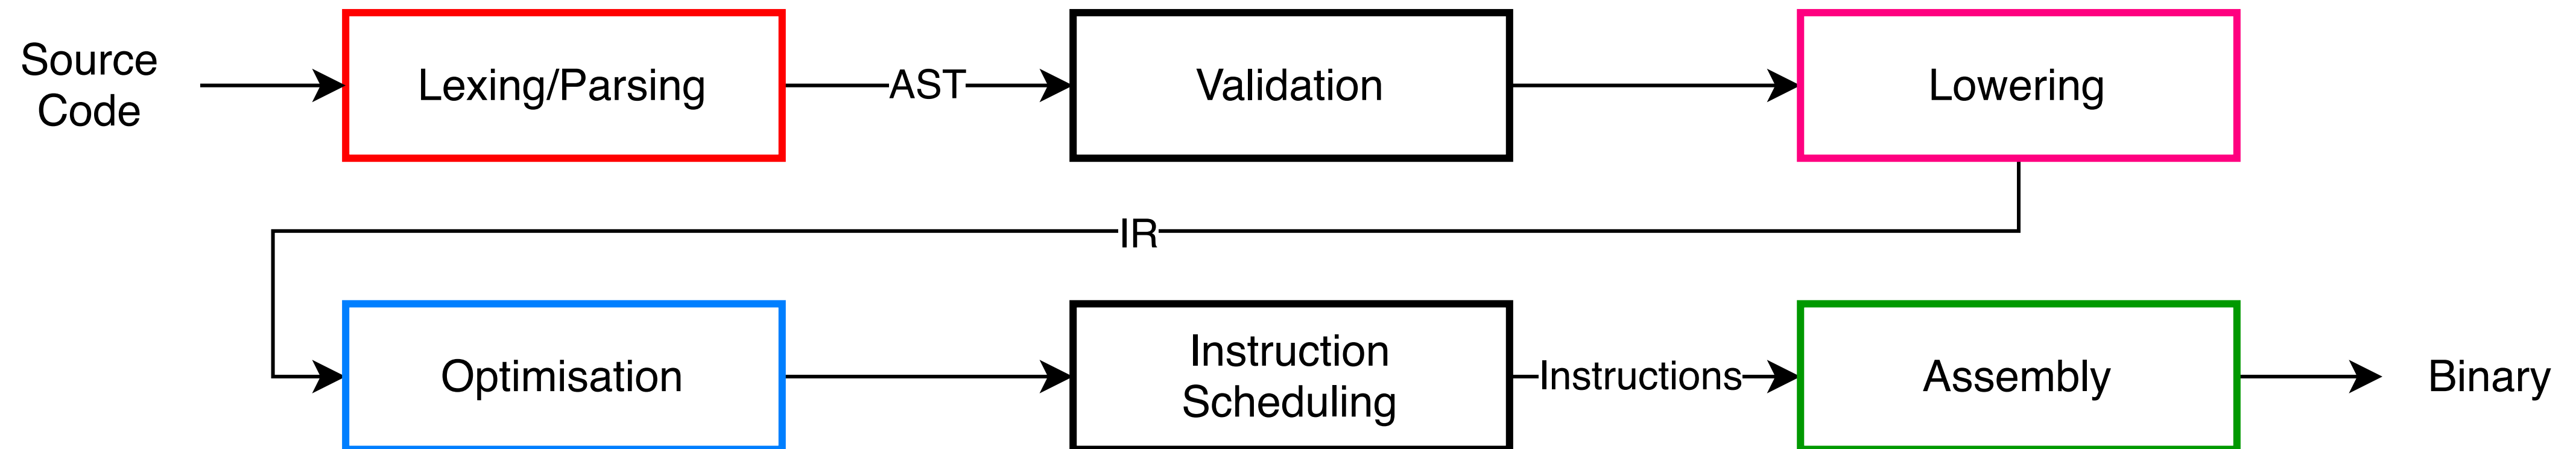 Source
Code
Lexing/Parsing
AST
Validation
Lowering
IR
Optimisation
Instruction
Scheduling
Instructions
Assembly
Binary